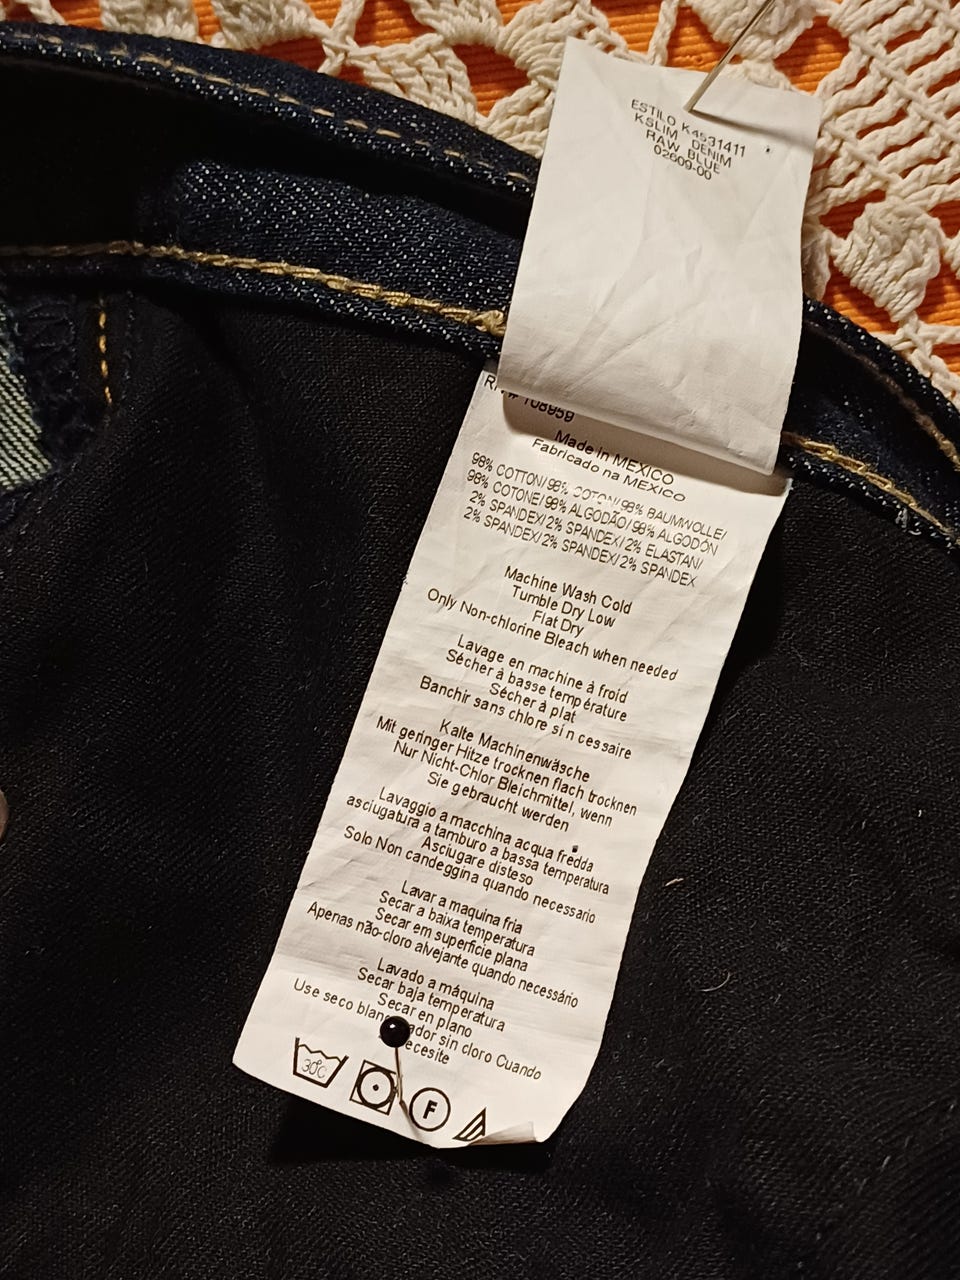 ESTILO K4531411
KSLIM DENIM
RAW BLUE
02609-00
108959
Made in MEXICO
Fabricado na MEXICO
98% COTTON/98% COTON/98% BAUMWOLLE/
98% COTONE/98% ALGODÃO/98% ALGODÓN
2% SPANDEX/2% SPANDEX/2% ELASTAN/
2% SPANDEX/2% SPANDEX/2% SPANDEX
Machine Wash Cold
Tumble Dry Low
Flat Dry
Only Non-chlorine Bleach when needed
Lavage en machine à froid
Sécher à basse température
Sécher à plat
Banchir sans chlore si n cessaire
Kalte Machinenwäsche
Mit geringer Hitze trocknen flach trocknen
Nur Nicht-Chlor Bleichmittel, wenn
Sie gebraucht werden
Lavaggio a macchina acqua fredda
asciugatura a tamburo a bassa temperatura
Asciugare disteso
Solo Non candeggina quando necessario
Lavar a maquina fria
Secar a baixa temperatura
Secar em superficie plana
Apenas não-cloro alvejante quando necessário
Lavado a máquina
Secar baja temperatura
Secar en plano
Use seco sin cloro Cuando
30°C
F